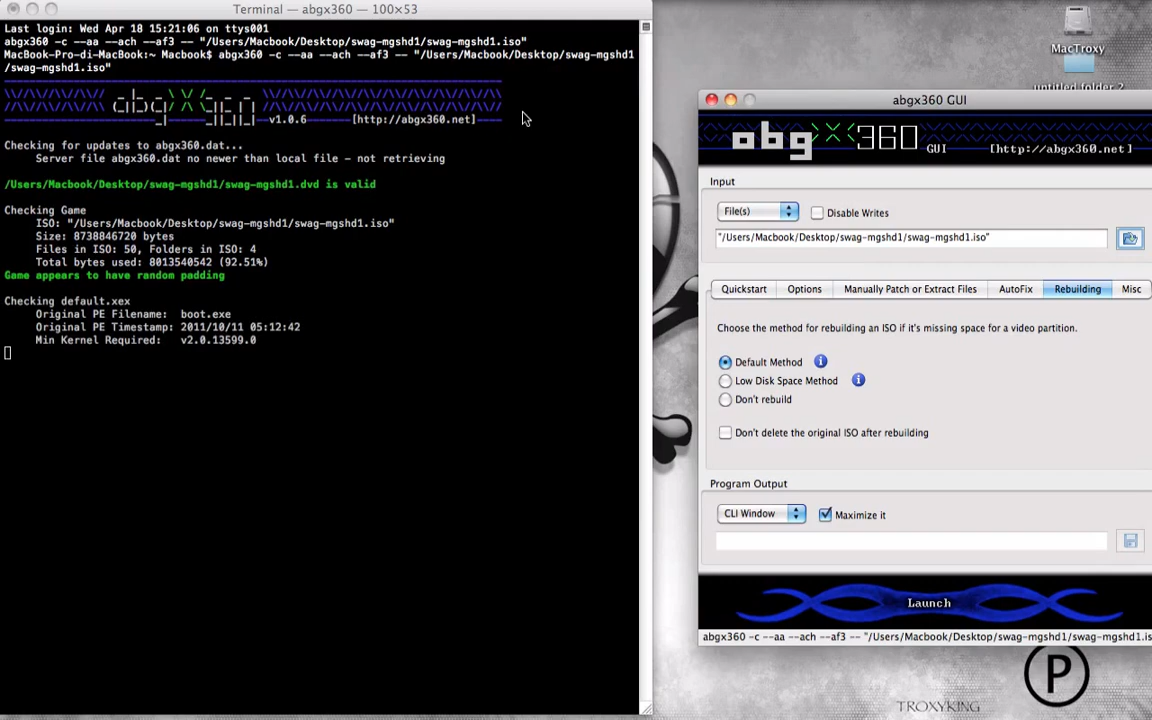 Terminal — abgx360 — 100×53
Last login: Wed Apr 18 15:21:06 on ttys001
abgx360 -c --aa --ach --af3 -- "/Users/Macbook/Desktop/swag-mgshd1/swag-mgshd1.iso"
MacBook-Pro-di-MacBook:~ Macbook$ abgx360 -c --aa --ach --af3 -- "/Users/Macbook/Desktop/swag-mgshd1
/swag-mgshd1.iso"
v1.0.6 [http://abgx360.net]
Checking for updates to abgx360.dat...
Server file abgx360.dat no newer than local file - not retrieving
/Users/Macbook/Desktop/swag-mgshd1/swag-mgshd1.dvd is valid
Checking Game
ISO: "/Users/Macbook/Desktop/swag-mgshd1/swag-mgshd1.iso"
Size: 8738846720 bytes
Files in ISO: 50, Folders in ISO: 4
Total bytes used: 8013540542 (92.51%)
Game appears to have random padding
Checking default.xex
Original PE Filename: boot.exe
Original PE Timestamp: 2011/10/11 05:12:42
Min Kernel Required: v2.0.13599.0
MacTroxy
untitled folder 2
abgx360 GUI
abgx360 GUI [http://abgx360.net]
Input
File(s) Disable Writes
"/Users/Macbook/Desktop/swag-mgshd1/swag-mgshd1.iso"
Quickstart Options Manually Patch or Extract Files AutoFix Rebuilding Misc
Choose the method for rebuilding an ISO if it's missing space for a video partition.
Default Method
Low Disk Space Method
Don't rebuild
Don't delete the original ISO after rebuilding
Program Output
CLI Window Maximize it
Launch
abgx360 -c --aa --ach --af3 -- "/Users/Macbook/Desktop/swag-mgshd1/swag-mgshd1.is
P
TROXYKING